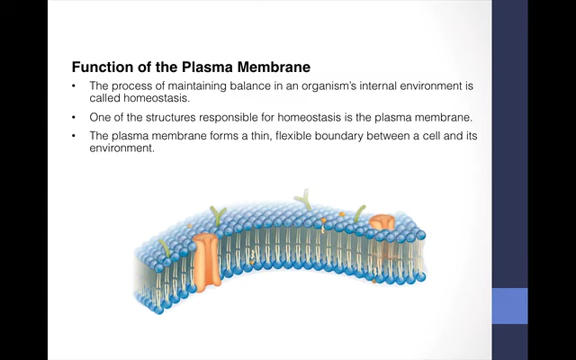 Function of the Plasma Membrane
• The process of maintaining balance in an organism's internal environment is
called homeostasis.
• One of the structures responsible for homeostasis is the plasma membrane.
• The plasma membrane forms a thin, flexible boundary between a cell and its
environment.